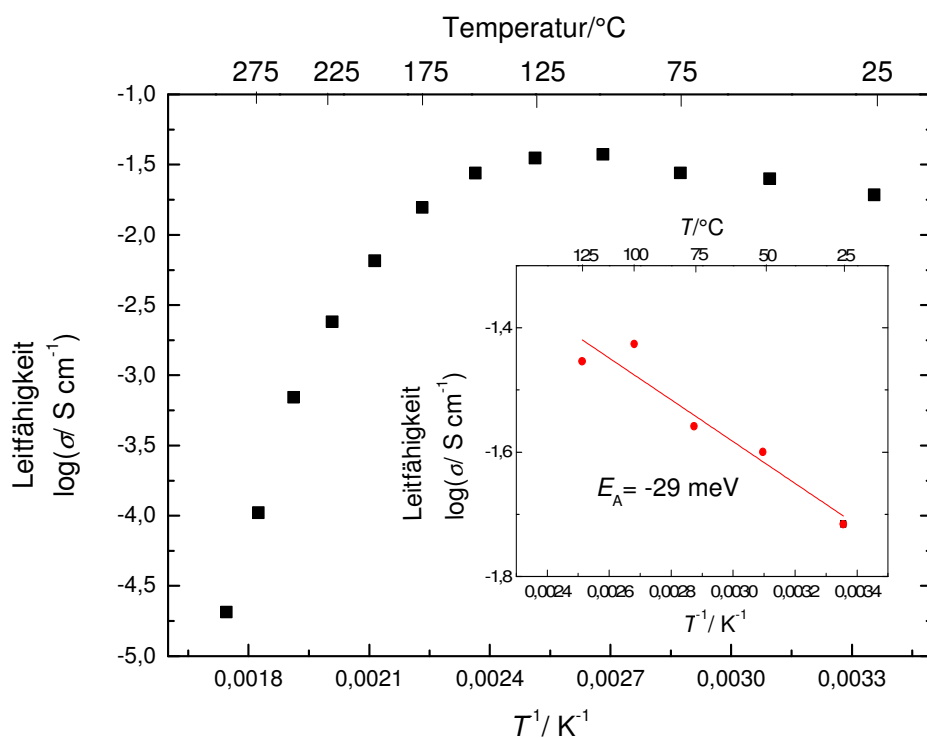 Temperatur/°C
275 225 175 125 75 25
-1,0
-1,5
-2,0
-2,5
-3,0
-3,5
-4,0
-4,5
-5,0
Leitfähigkeit
log(σ/ S cm⁻¹)
0,0018 0,0021 0,0024 0,0027 0,0030 0,0033
T¹/ K⁻¹
T/°C
125 100 75 50 25
-1,4
-1,6
-1,8
Leitfähigkeit
log(σ/ S cm⁻¹)
E_A= -29 meV
0,0024 0,0026 0,0028 0,0030 0,0032 0,0034
T⁻¹/ K⁻¹